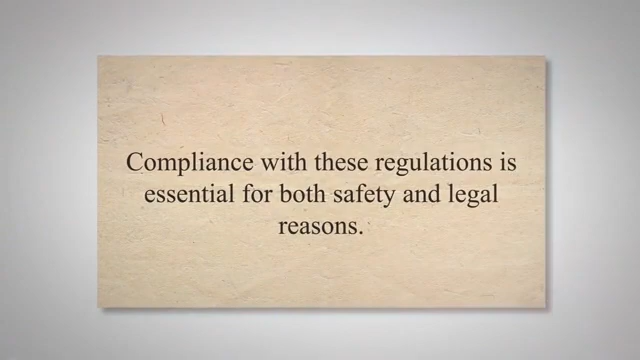 Compliance with these regulations is
essential for both safety and legal
reasons.